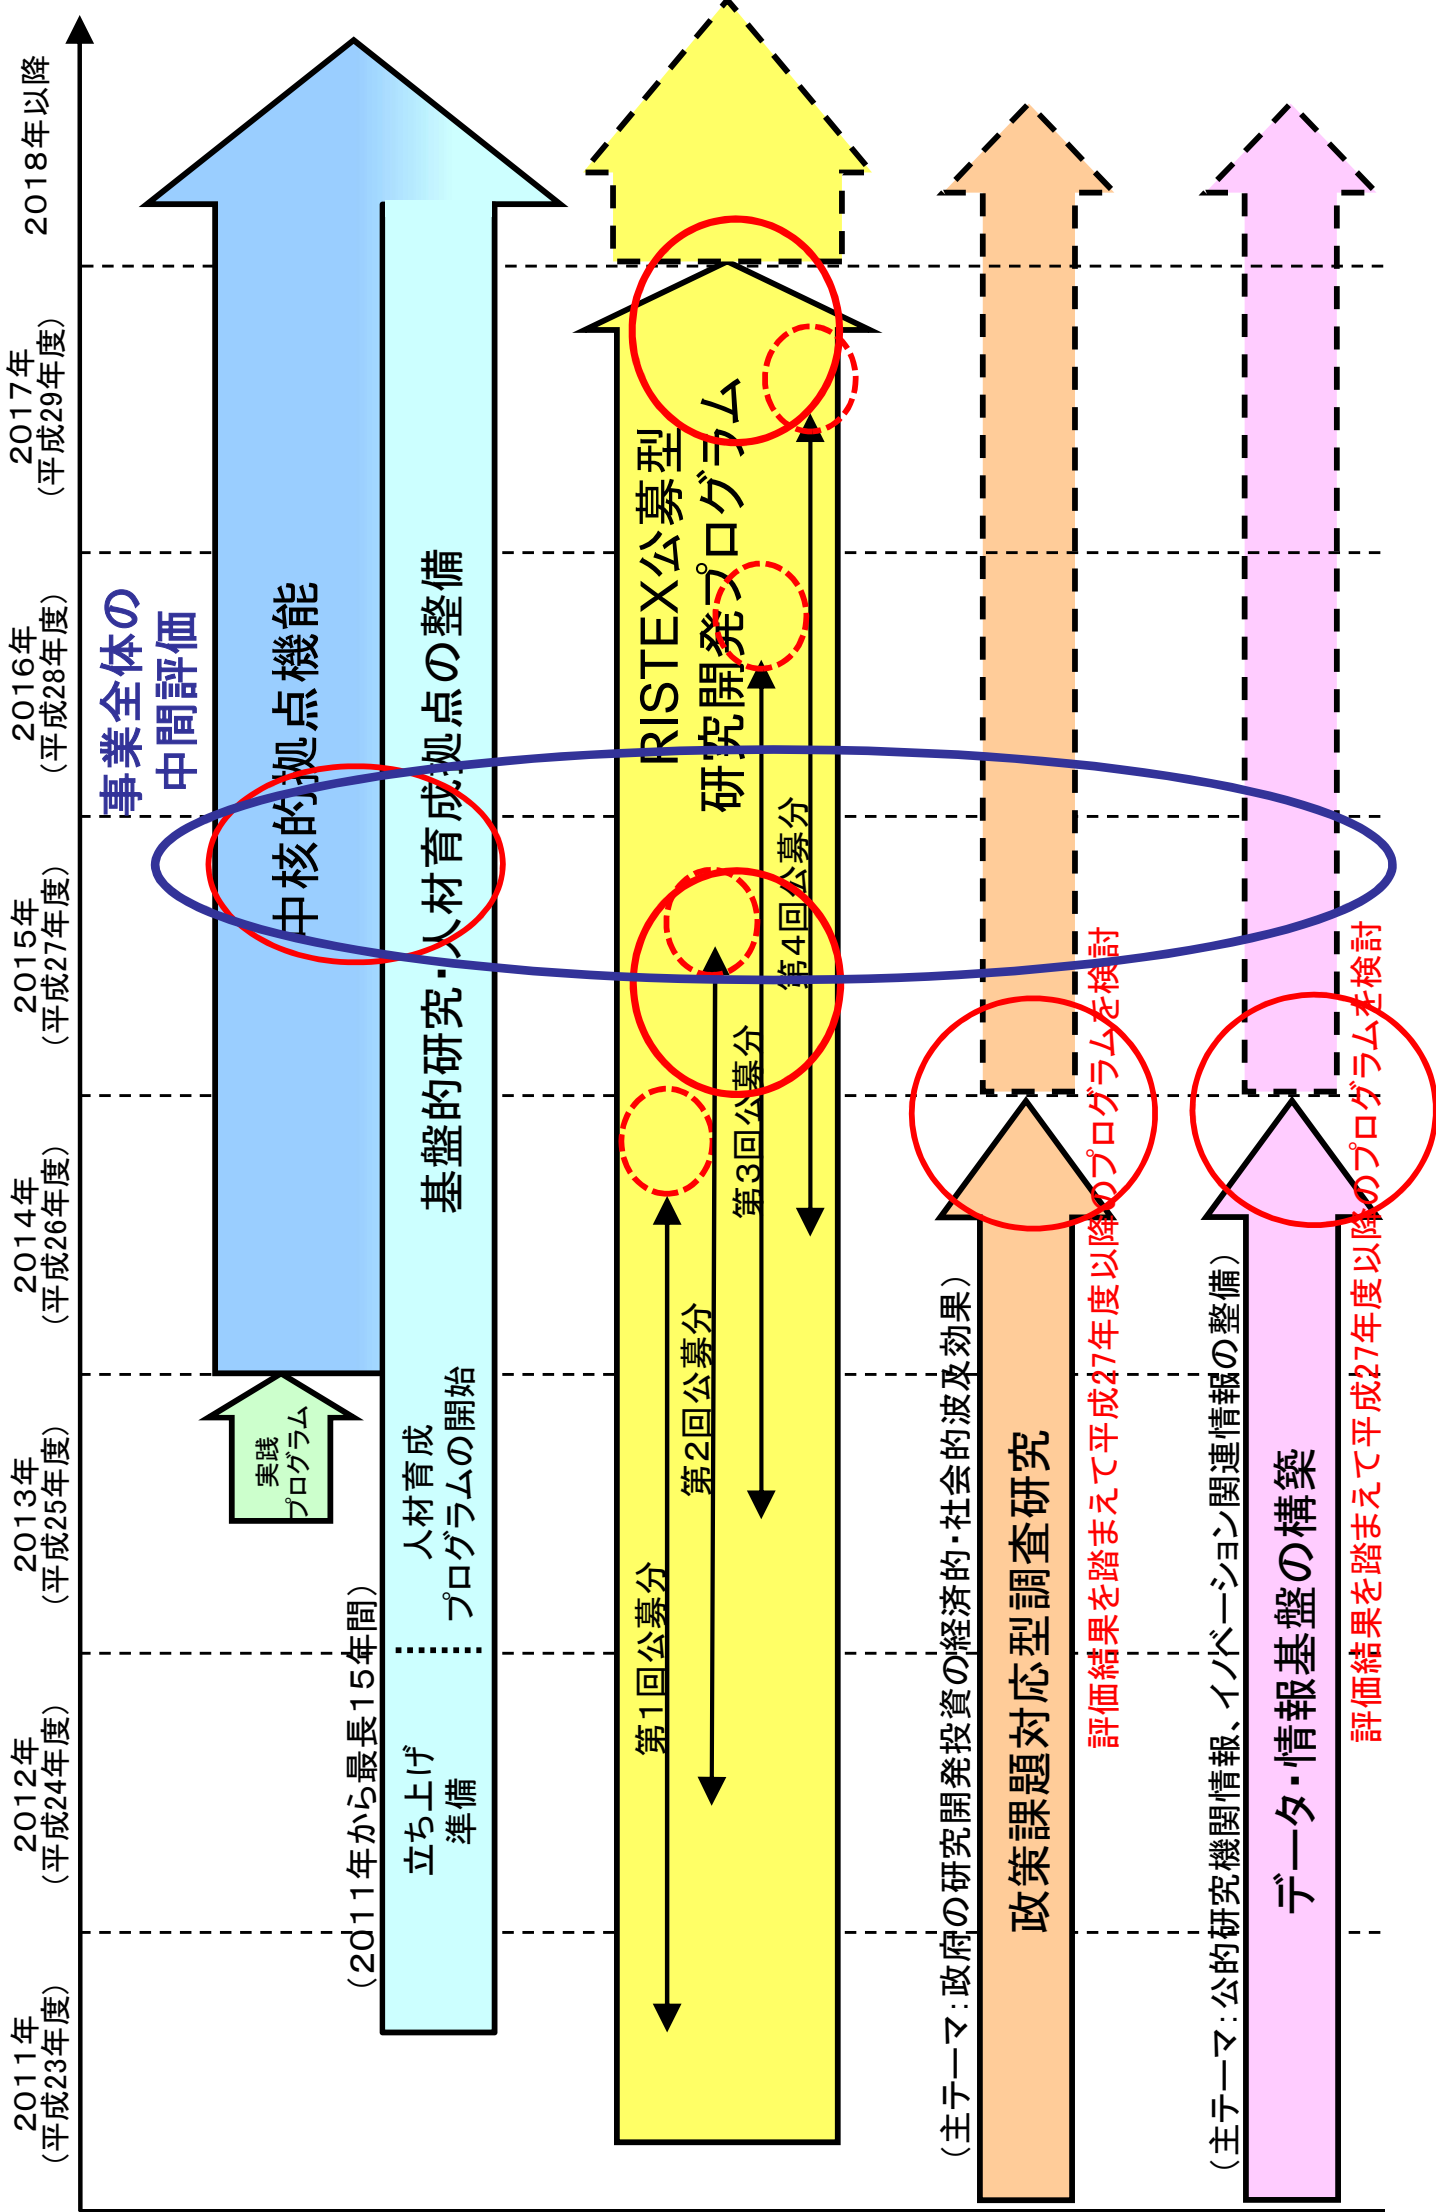 2011年
（平成23年度）
2012年
（平成24年度）
2013年
（平成25年度）
2014年
（平成26年度）
2015年
（平成27年度）
2016年
（平成28年度）
2017年
（平成29年度）
2018年以降
事業全体の
中間評価
実践
プログラム
中核的拠点機能
（2011年から最長15年間）
立ち上げ
準備
人材育成
プログラムの開始
基盤的研究・人材育成拠点の整備
RISTEX公募型
研究開発プログラム
第1回公募分
第2回公募分
第3回公募分
第4回公募分
（主テーマ：政府の研究開発投資の経済的・社会的波及効果）
政策課題対応型調査研究
評価結果を踏まえて平成27年度以降のプログラムを検討
（主テーマ：公的研究機関情報、イノベーション関連情報の整備）
データ・情報基盤の構築
評価結果を踏まえて平成27年度以降のプログラムを検討